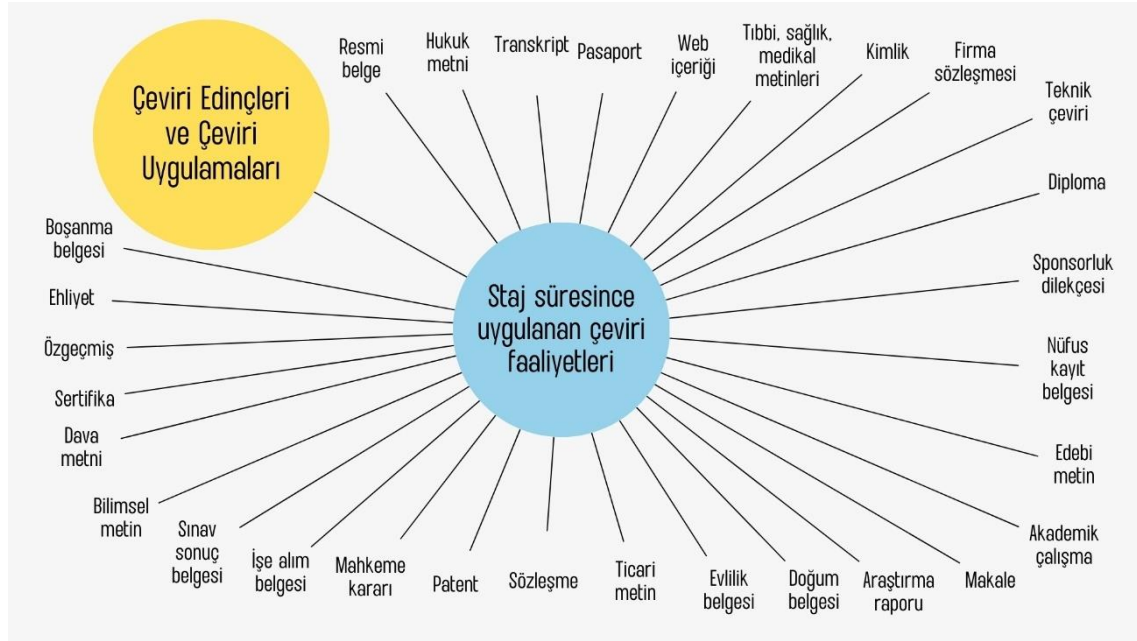 Çeviri Edinçleri
ve Çeviri
Uygulamaları
Resmi
belge
Hukuk
metni
Transkript
Pasaport
Web
içeriği
Tıbbi, sağlık,
medikal
metinleri
Kimlik
Firma
sözleşmesi
Teknik
çeviri
Diploma
Sponsorluk
dilekçesi
Nüfus
kayıt
belgesi
Edebi
metin
Akademik
çalışma
Makale
Araştırma
raporu
Doğum
belgesi
Evlilik
belgesi
Ticari
metin
Sözleşme
Patent
Mahkeme
kararı
İşe alım
belgesi
Sınav
sonuç
belgesi
Bilimsel
metin
Dava
metni
Sertifika
Özgeçmiş
Ehliyet
Boşanma
belgesi
Staj süresince
uygulanan çeviri
faaliyetleri